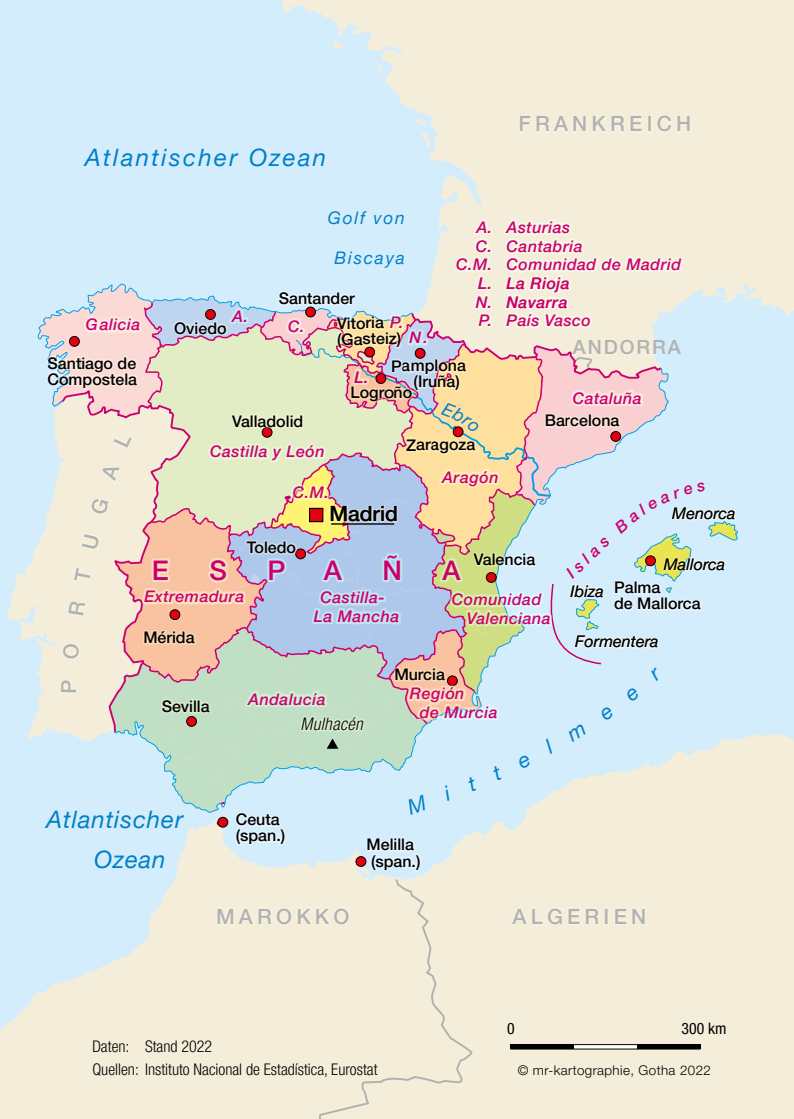 FRANKREICH
Atlantischer Ozean
Golf von
Biscaya
A. Asturias
C. Cantabria
C.M. Comunidad de Madrid
L. La Rioja
N. Navarra
P. País Vasco
Santander
Galicia
Oviedo
A.
C.
Vitoria
(Gasteiz)
P.
N.
ANDORRA
Santiago de
Compostela
Pamplona
(Iruña)
L.
Logroño
Cataluña
Barcelona
Ebro
Valladolid
Castilla y León
Zaragoza
Aragón
PORTUGAL
C.M.
Madrid
Islas Baleares
Menorca
Mallorca
Palma
de Mallorca
Ibiza
Formentera
Toledo
ESPAÑA
Valencia
Extremadura
Castilla-
La Mancha
Comunidad
Valenciana
Mérida
Murcia
Región
de Murcia
Sevilla
Andalucía
Mulhacén
Mittelmeer
Atlantischer
Ozean
Ceuta
(span.)
Melilla
(span.)
MAROKKO
ALGERIEN
0 300 km
Daten: Stand 2022
Quellen: Instituto Nacional de Estadística, Eurostat
© mr-kartographie, Gotha 2022